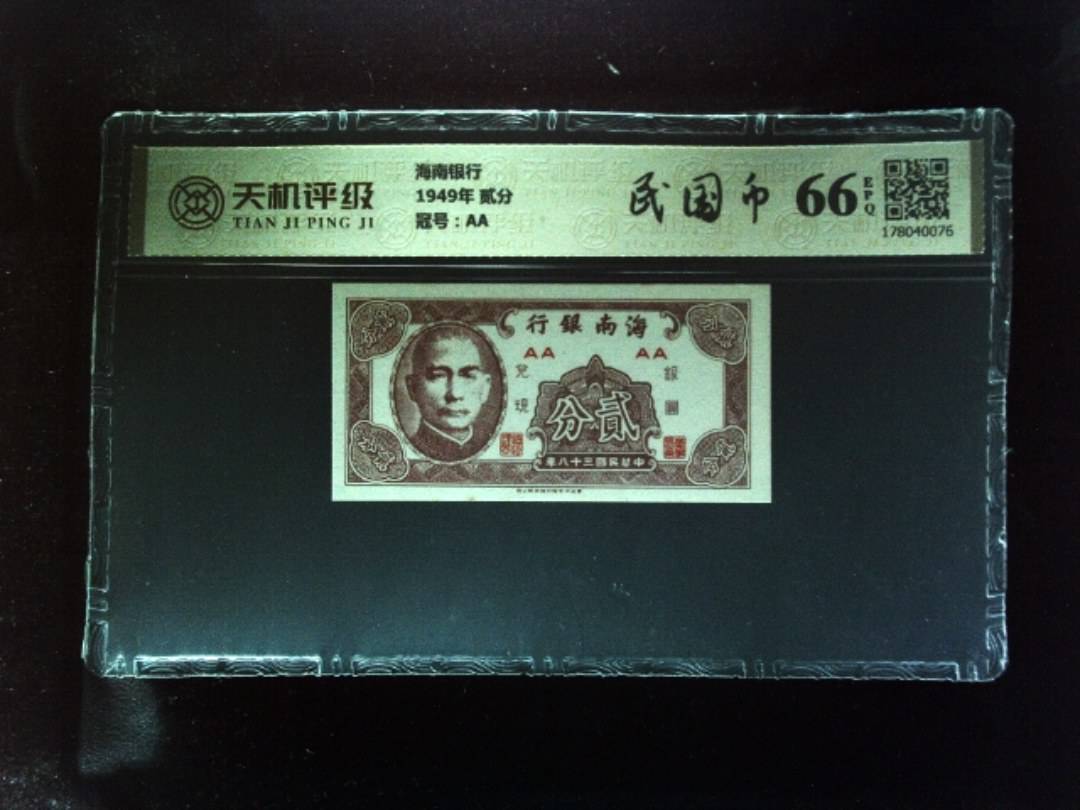 天机评级
TIAN JI PING JI
海南银行
1949年 贰分
冠号：AA
民国币
66
EPQ
178040076
行銀南海
AA AA
兌現
銀圓
分貳
年八十三國民華中